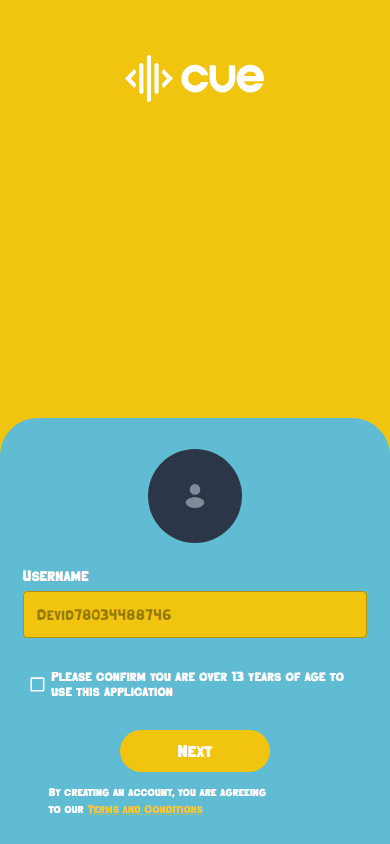 cue
Username
Devid78034488746
Please confirm you are over 13 years of age to
use this application
Next
By creating an account, you are agreeing
to our Terms and Conditions